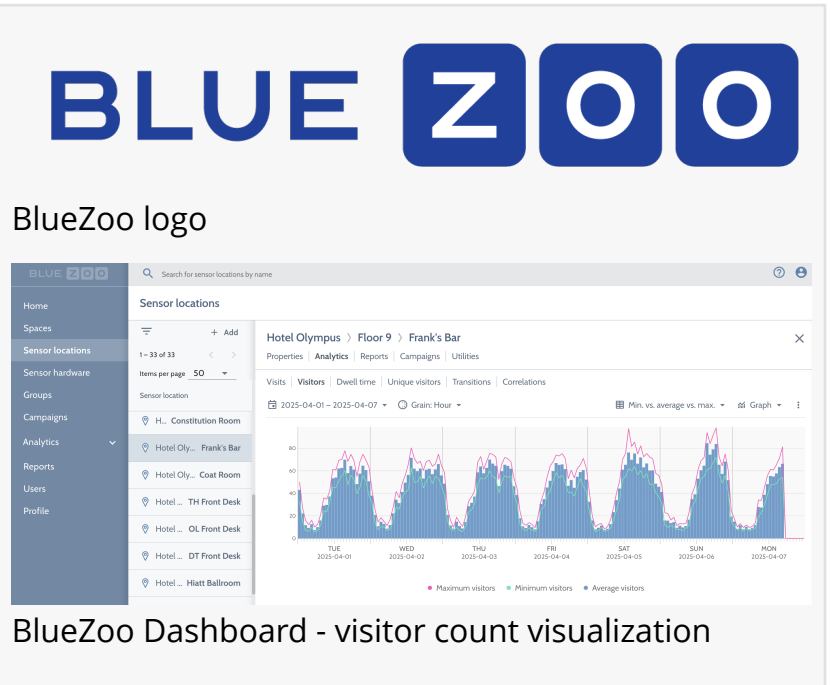 BLUE ZOO
BlueZoo logo
BLUE ZOO
Search for sensor locations by name
Home
Spaces
Sensor locations
Sensor hardware
Groups
Campaigns
Analytics
Reports
Users
Profile
Sensor locations
+ Add
1 – 33 of 33
Items per page 50
Sensor location
H... Constitution Room
Hotel Oly... Frank's Bar
Hotel Oly... Coat Room
Hotel ... TH Front Desk
Hotel ... OL Front Desk
Hotel ... DT Front Desk
Hotel ... Hiatt Ballroom
Hotel Olympus > Floor 9 > Frank's Bar
Properties | Analytics | Reports | Campaigns | Utilities
Visits | Visitors | Dwell time | Unique visitors | Transitions | Correlations
2025-04-01 – 2025-04-07 Grain: Hour Min. vs. average vs. max. Graph
80
60
40
20
0
TUE WED THU FRI SAT SUN MON
2025-04-01 2025-04-02 2025-04-03 2025-04-04 2025-04-05 2025-04-06 2025-04-07
Maximum visitors Minimum visitors Average visitors
BlueZoo Dashboard - visitor count visualization